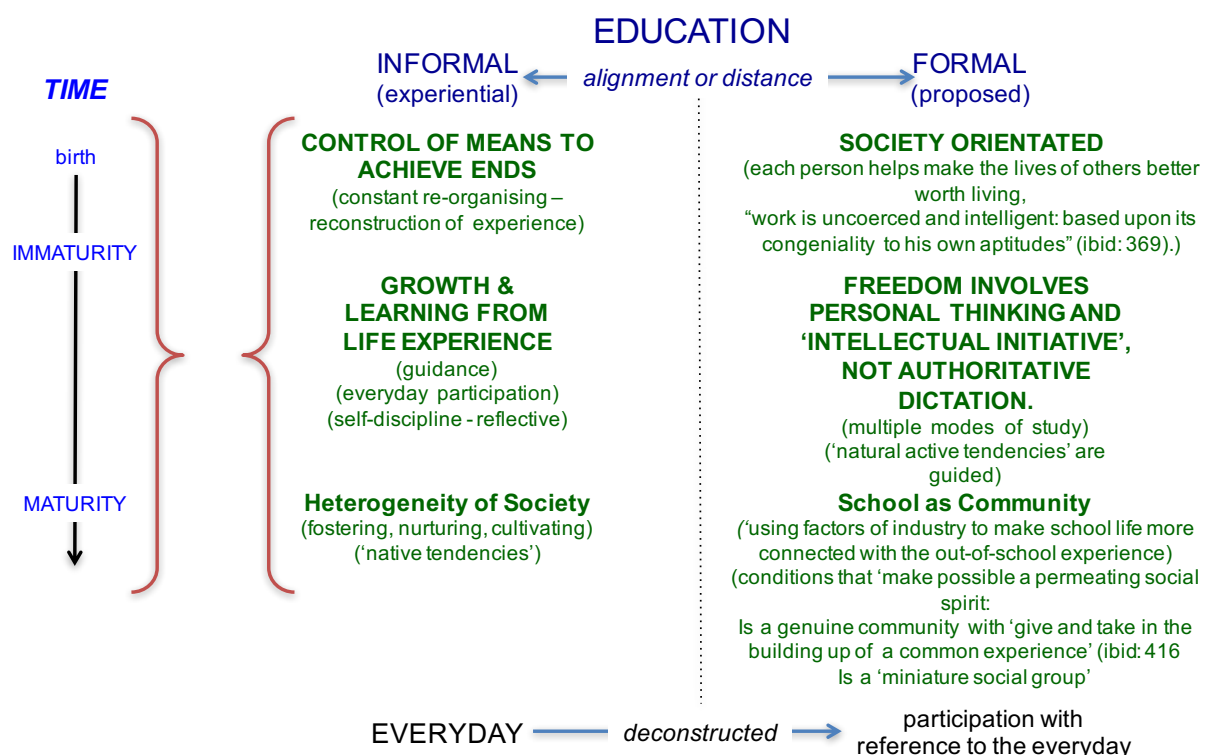 EDUCATION
INFORMAL
(experiential)
alignment or distance
FORMAL
(proposed)
TIME
birth
IMMATURITY
MATURITY
CONTROL OF MEANS TO
ACHIEVE ENDS
(constant re-organising –
reconstruction of experience)
GROWTH &
LEARNING FROM
LIFE EXPERIENCE
(guidance)
(everyday participation)
(self-discipline - reflective)
Heterogeneity of Society
(fostering, nurturing, cultivating)
(‘native tendencies’)
SOCIETY ORIENTATED
(each person helps make the lives of others better
worth living,
“work is uncoerced and intelligent: based upon its
congeniality to his own aptitudes” (ibid: 369).)
FREEDOM INVOLVES
PERSONAL THINKING AND
‘INTELLECTUAL INITIATIVE’,
NOT AUTHORITATIVE
DICTATION.
(multiple modes of study)
(‘natural active tendencies’ are
guided)
School as Community
(‘using factors of industry to make school life more
connected with the out-of-school experience)
(conditions that ‘make possible a permeating social
spirit:
Is a genuine community with ‘give and take in the
building up of a common experience’ (ibid: 416
Is a ‘miniature social group’
EVERYDAY
deconstructed
participation with
reference to the everyday